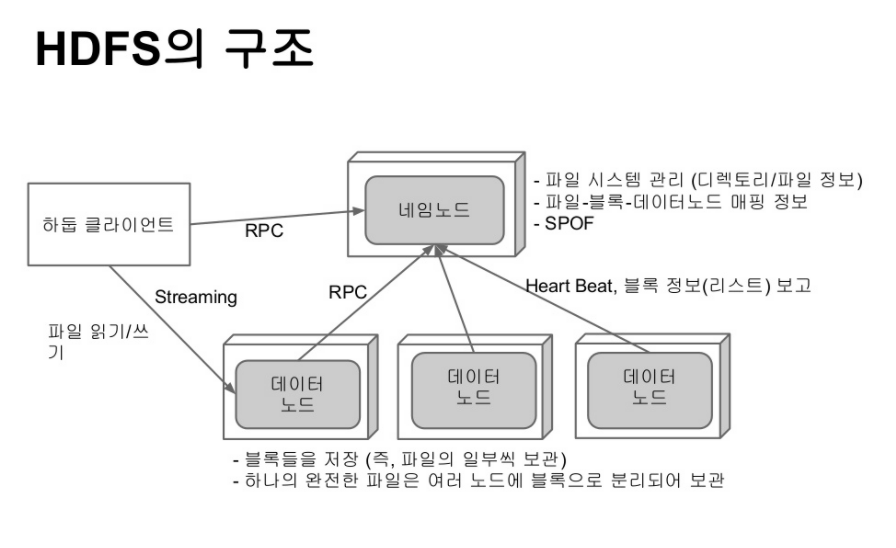 HDFS의 구조
하둡 클라이언트
RPC
네임노드
- 파일 시스템 관리 (디렉토리/파일 정보)
- 파일-블록-데이터노드 매핑 정보
- SPOF
Streaming
RPC
Heart Beat, 블록 정보(리스트) 보고
파일 읽기/쓰
기
데이터
노드
데이터
노드
데이터
노드
- 블록들을 저장 (즉, 파일의 일부씩 보관)
- 하나의 완전한 파일은 여러 노드에 블록으로 분리되어 보관